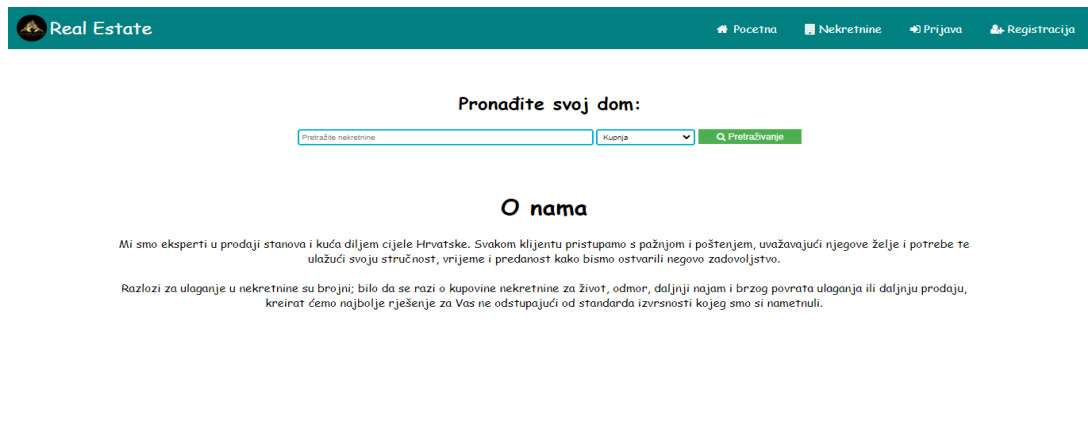 Real Estate
Pocetna
Nekretnine
Prijava
Registracija
Pronađite svoj dom:
Pretražite nekretnine
Kupnja
Pretraživanje
O nama
Mi smo eksperti u prodaji stanova i kuća diljem cijele Hrvatske. Svakom klijentu pristupamo s pažnjom i poštenjem, uvažavajući njegove želje i potrebe te
ulažući svoju stručnost, vrijeme i predanost kako bismo ostvarili negovo zadovoljstvo.
Razlozi za ulaganje u nekretnine su brojni; bilo da se razi o kupovine nekretnine za život, odmor, daljnji najam i brzog povrata ulaganja ili daljnju prodaju,
kreirat ćemo najbolje rješenje za Vas ne odstupajući od standarda izvrsnosti kojeg smo si nametnuli.